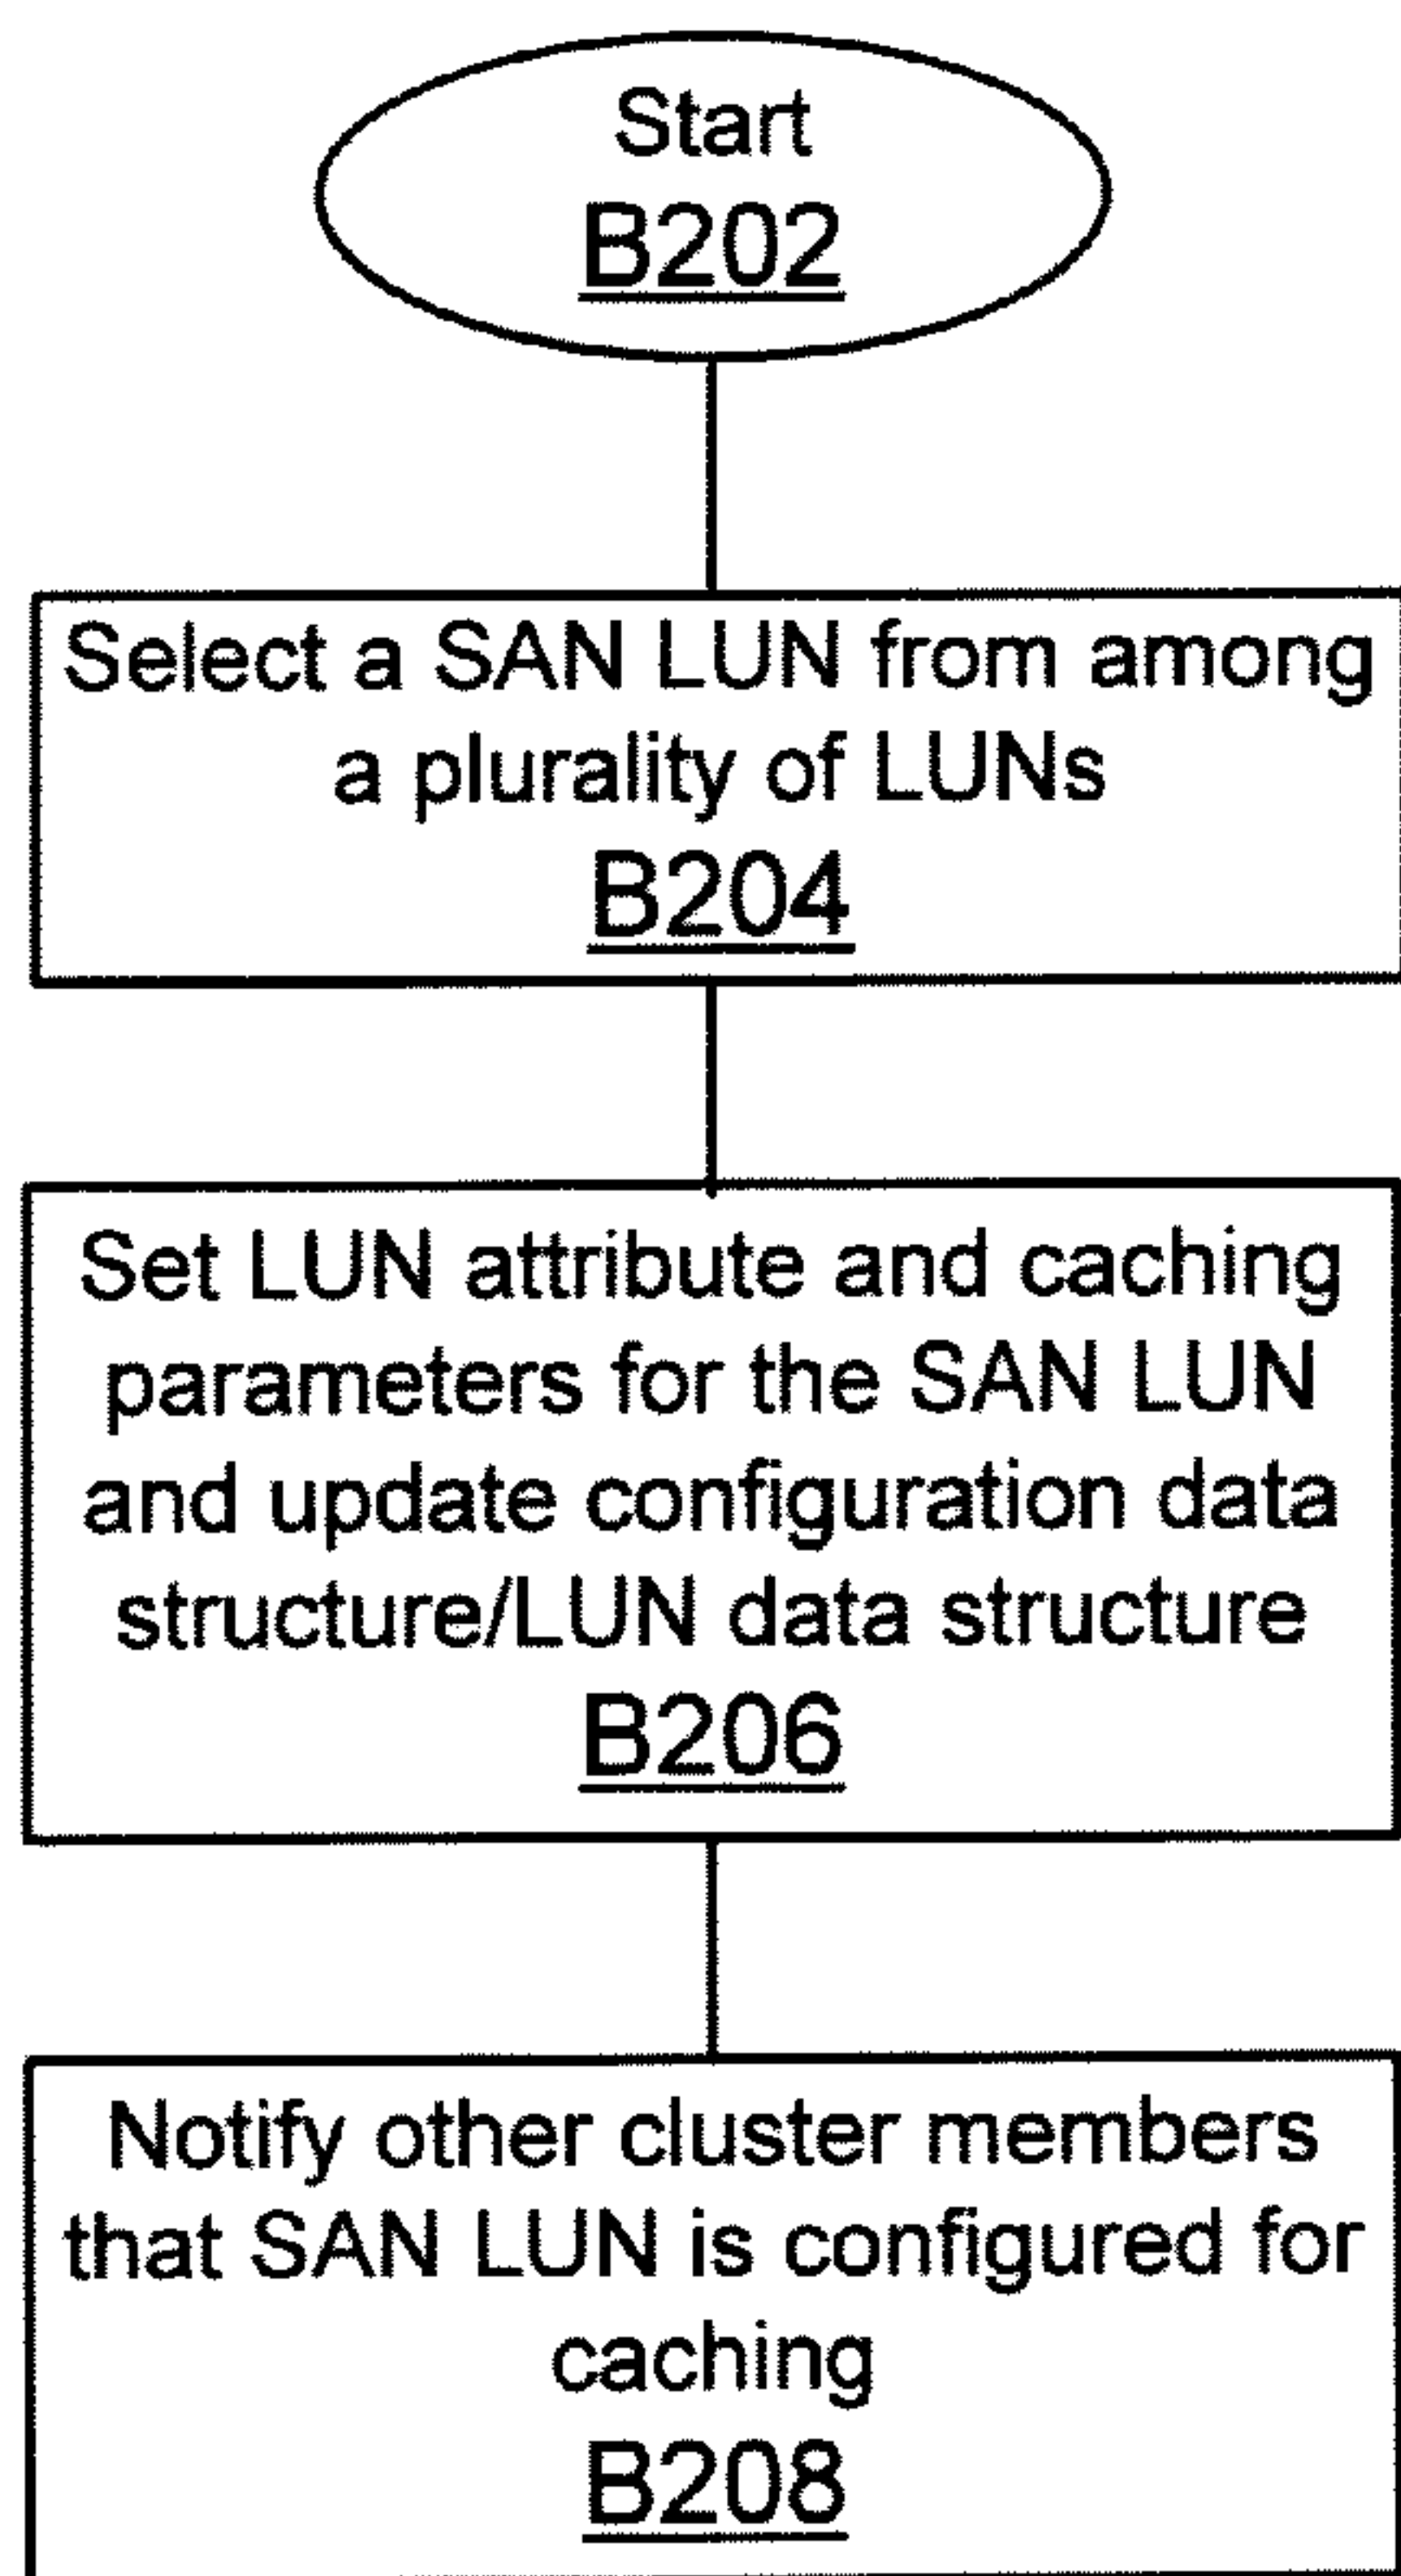 Start
B202
Select a SAN LUN from among
a plurality of LUNs
B204
Set LUN attribute and caching
parameters for the SAN LUN
and update configuration data
structure/LUN data structure
B206
Notify other cluster members
that SAN LUN is configured for
caching
B208